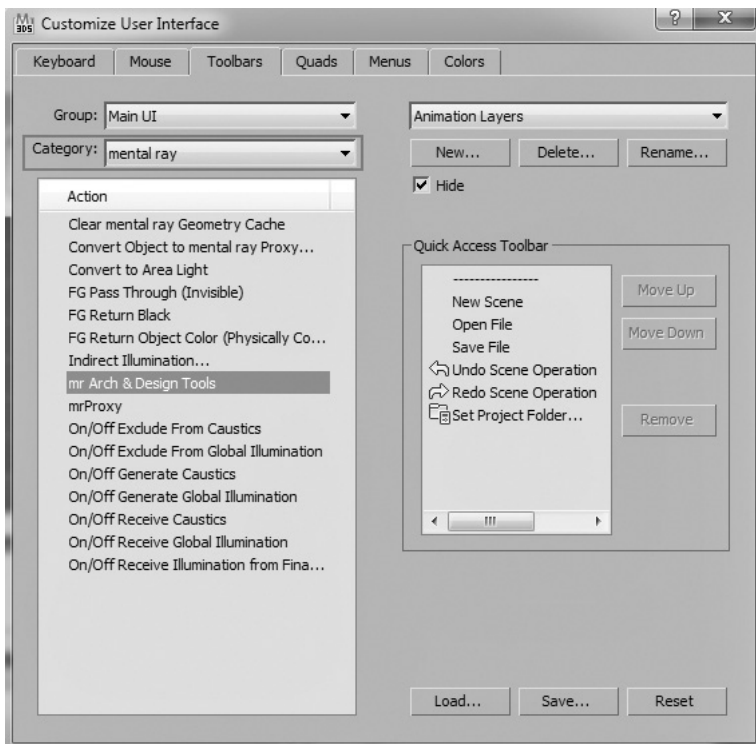 M 3DS Customize User Interface ? X
Keyboard Mouse Toolbars Quads Menus Colors
Group: Main UI
Category: mental ray
Action
Clear mental ray Geometry Cache
Convert Object to mental ray Proxy...
Convert to Area Light
FG Pass Through (Invisible)
FG Return Black
FG Return Object Color (Physically Co...
Indirect Illumination...
mr Arch & Design Tools
mrProxy
On/Off Exclude From Caustics
On/Off Exclude From Global Illumination
On/Off Generate Caustics
On/Off Generate Global Illumination
On/Off Receive Caustics
On/Off Receive Global Illumination
On/Off Receive Illumination from Fina...
Animation Layers
New... Delete... Rename...
Hide
Quick Access Toolbar
----------------
New Scene
Open File
Save File
Undo Scene Operation
Redo Scene Operation
Set Project Folder...
Move Up
Move Down
Remove
Load... Save... Reset